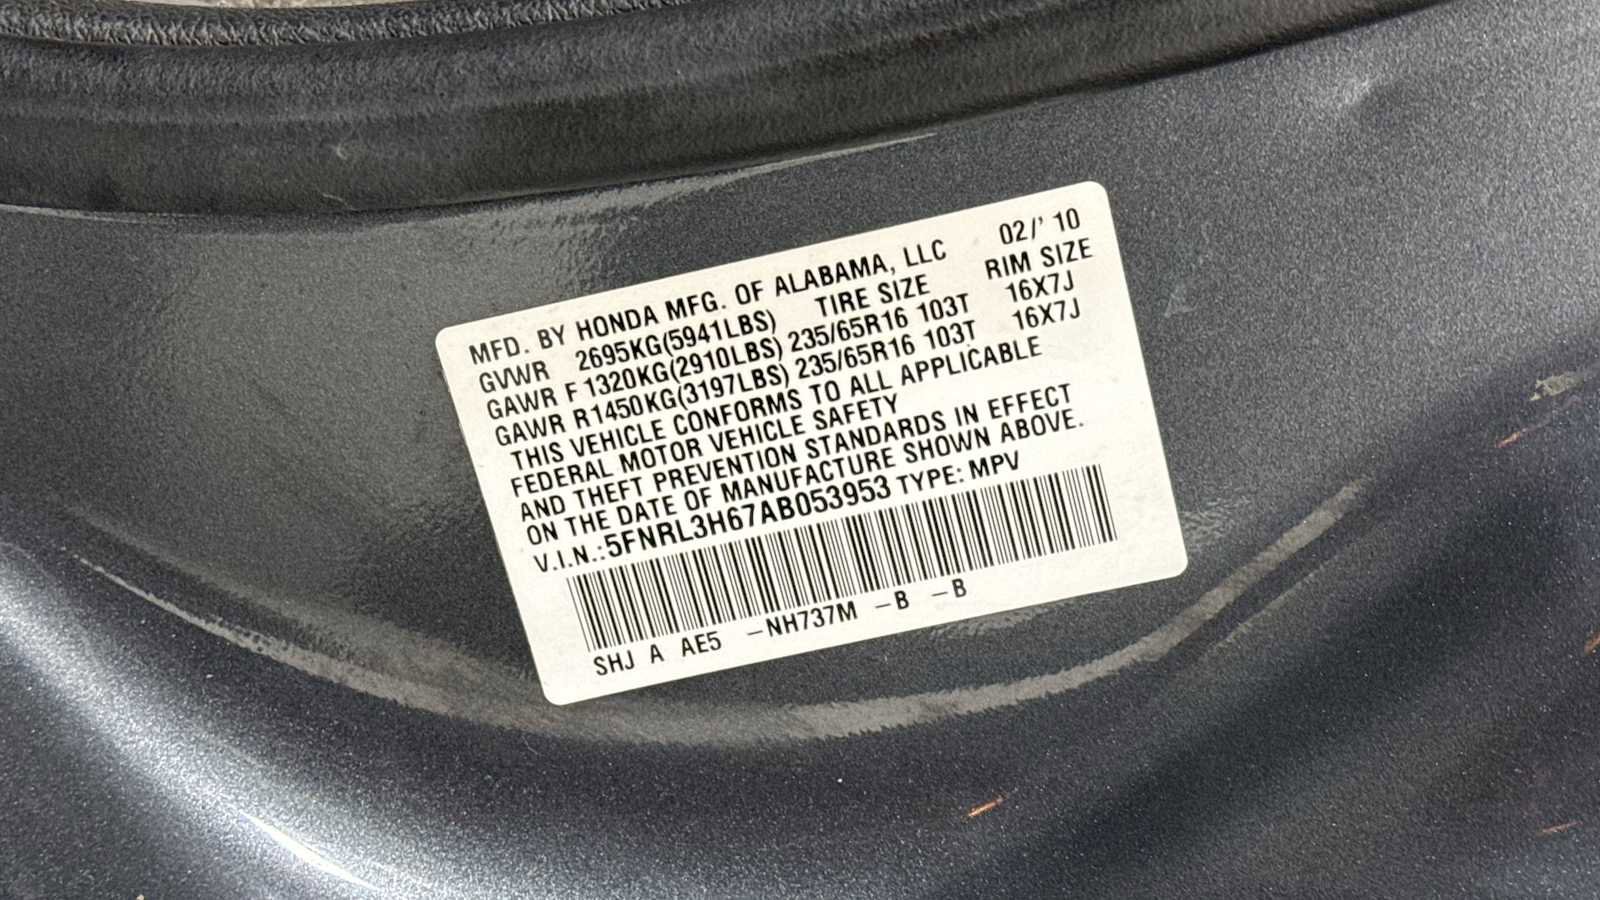 MFD. BY HONDA MFG. OF ALABAMA, LLC 02/' 10
GVWR 2695KG(5941LBS) TIRE SIZE RIM SIZE
GAWR F 1320KG(2910LBS) 235/65R16 103T 16X7J
GAWR R1450KG(3197LBS) 235/65R16 103T 16X7J
THIS VEHICLE CONFORMS TO ALL APPLICABLE
FEDERAL MOTOR VEHICLE SAFETY
AND THEFT PREVENTION STANDARDS IN EFFECT
ON THE DATE OF MANUFACTURE SHOWN ABOVE.
V.I.N.:5FNRL3H67AB053953 TYPE: MPV
SHJ A AE5 -NH737M -B -B